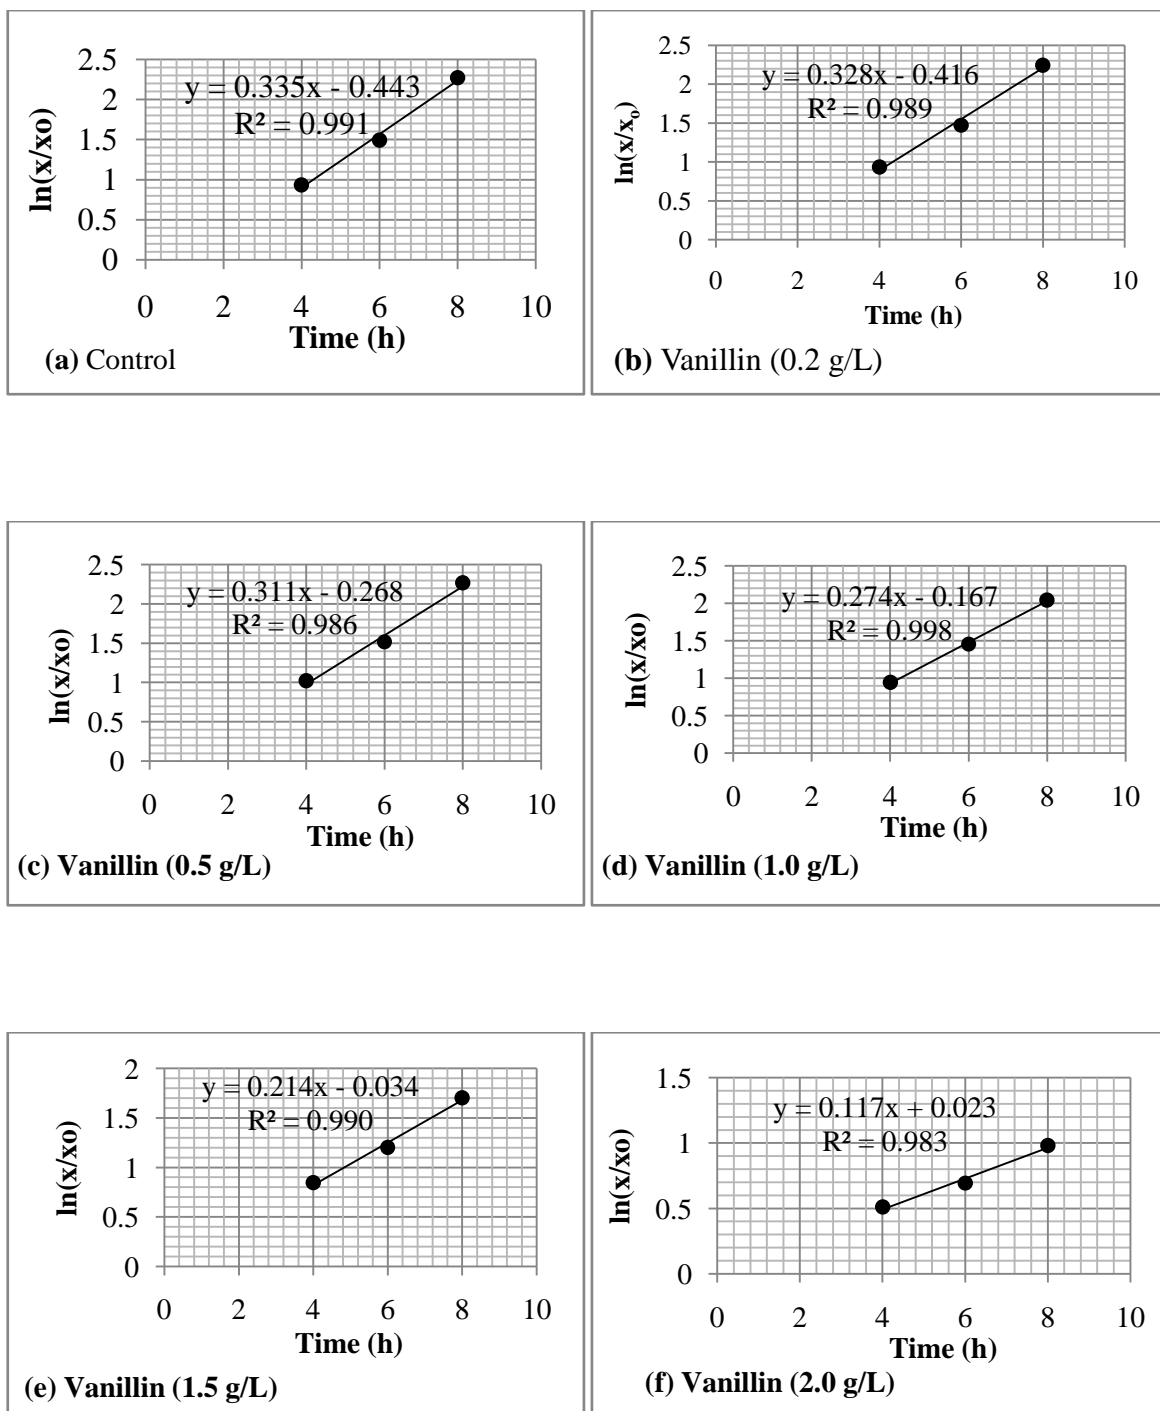 2.5
2
1.5
1
0.5
0
y = 0.335x - 0.443
R² = 0.991
ln(x/xo)
0 2 4 6 8 10
Time (h)
(a) Control
2.5
2
1.5
1
0.5
0
y = 0.328x - 0.416
R² = 0.989
ln(x/xₒ)
0 2 4 6 8 10
Time (h)
(b) Vanillin (0.2 g/L)
2.5
2
1.5
1
0.5
0
y = 0.311x - 0.268
R² = 0.986
ln(x/xo)
0 2 4 6 8 10
Time (h)
(c) Vanillin (0.5 g/L)
2.5
2
1.5
1
0.5
0
y = 0.274x - 0.167
R² = 0.998
ln(x/xo)
0 2 4 6 8 10
Time (h)
(d) Vanillin (1.0 g/L)
2
1.5
1
0.5
0
y = 0.214x - 0.034
R² = 0.990
ln(x/xo)
0 2 4 6 8 10
Time (h)
(e) Vanillin (1.5 g/L)
1.5
1
0.5
0
y = 0.117x + 0.023
R² = 0.983
ln(x/xo)
0 2 4 6 8 10
Time (h)
(f) Vanillin (2.0 g/L)